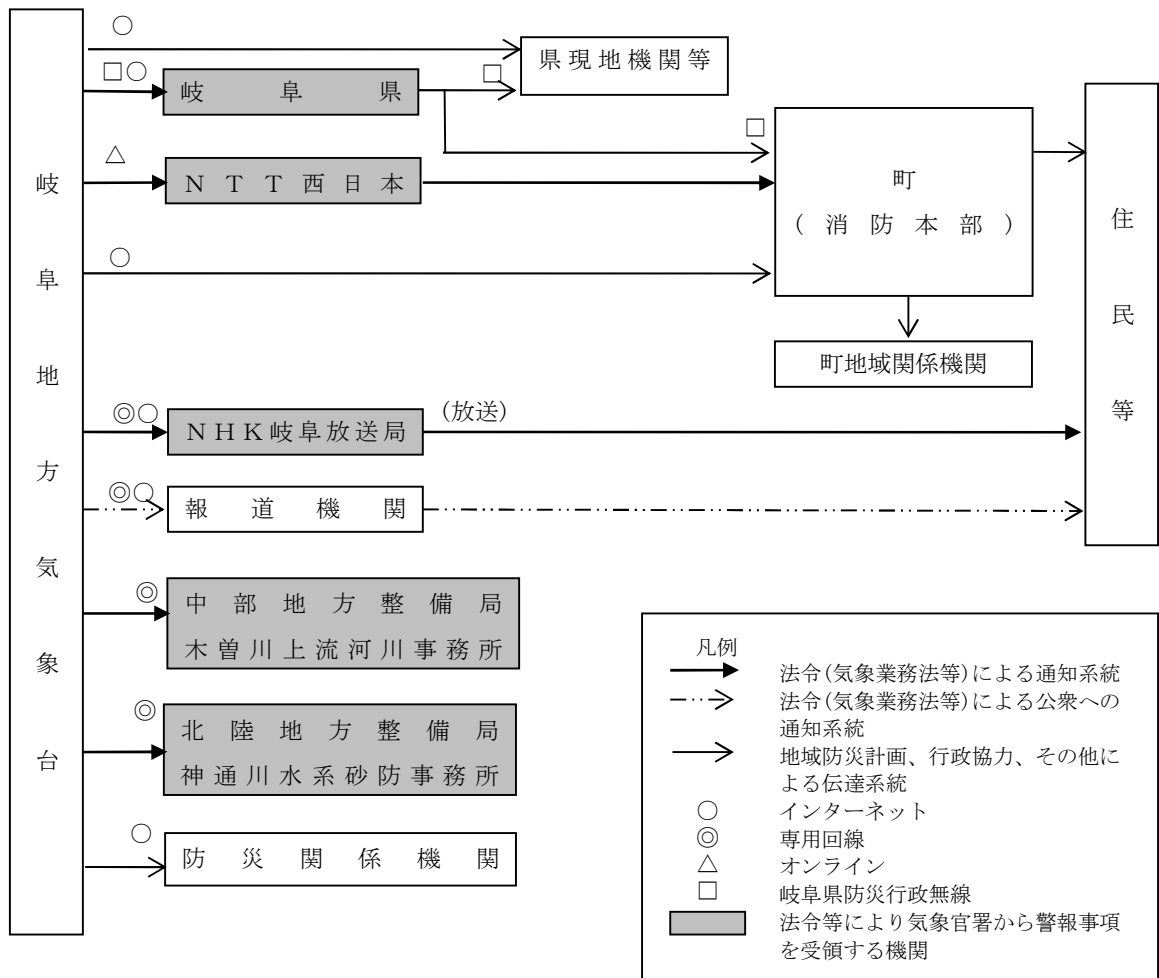 岐阜地方気象台
○
県現地機関等
□○
岐阜県
□
□
△
NTT西日本
町
(消防本部)
住民等
○
町地域関係機関
◎○
NHK岐阜放送局
(放送)
◎○
報道機関
◎
中部地方整備局
木曽川上流河川事務所
◎
北陸地方整備局
神通川水系砂防事務所
○
防災関係機関
凡例
法令(気象業務法等)による通知系統
法令(気象業務法等)による公衆への
通知系統
地域防災計画、行政協力、その他に
よる伝達系統
○ インターネット
◎ 専用回線
△ オンライン
□ 岐阜県防災行政無線
法令等により気象官署から警報事項
を受領する機関